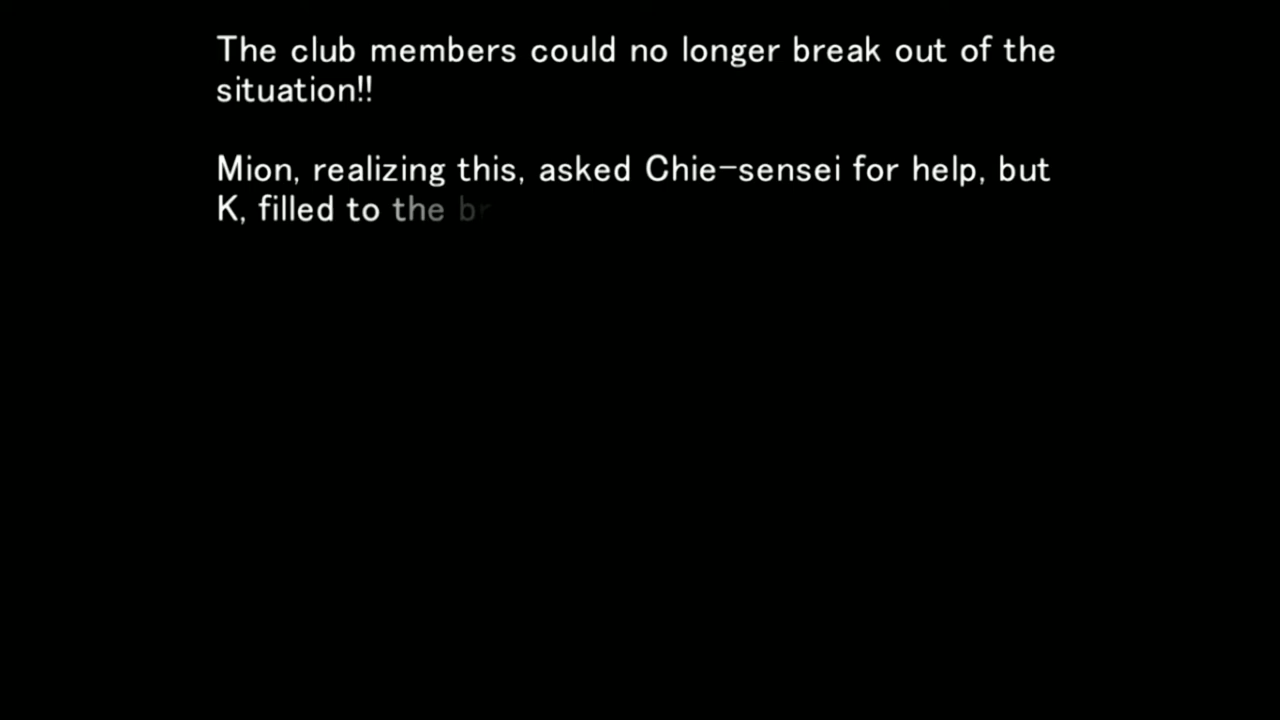 The club members could no longer break out of the
situation!!
Mion, realizing this, asked Chie-sensei for help, but
K, filled to the br